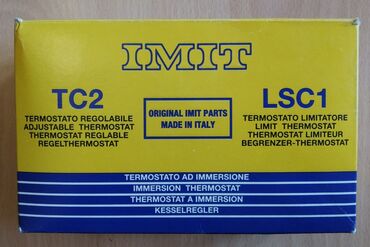 IMIT
TC2
TERMOSTATO REGOLABILE
ADJUSTABLE THERMOSTAT
THERMOSTAT REGLABLE
REGELTHERMOSTAT
ORIGINAL IMIT PARTS
MADE IN ITALY
LSC1
TERMOSTATO LIMITATORE
LIMIT THERMOSTAT
THERMOSTAT LIMITEUR
BEGRENZER-THERMOSTAT
TERMOSTATO AD IMMERSIONE
IMMERSION THERMOSTAT
THERMOSTAT A IMMERSION
KESSELREGLER